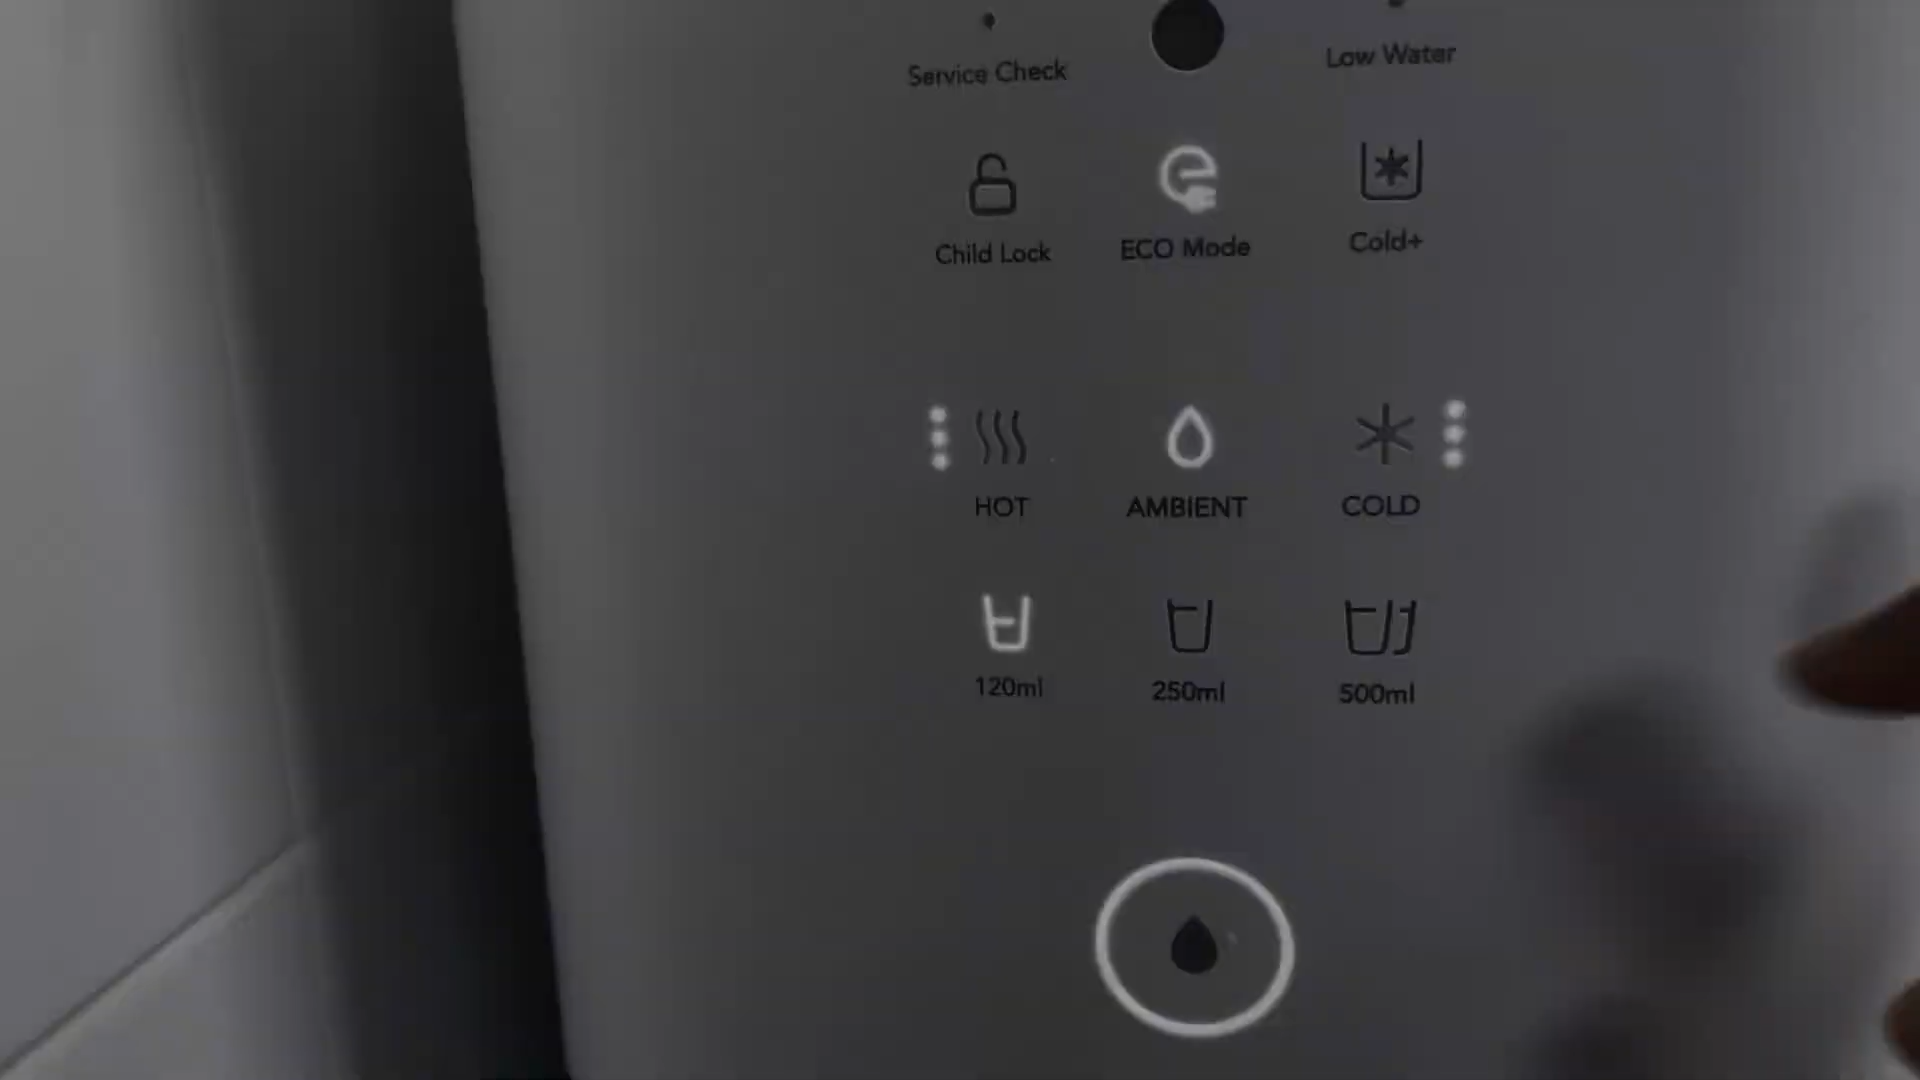 Service Check
Low Water
Child Lock
ECO Mode
Cold+
HOT
AMBIENT
COLD
120ml
250ml
500ml